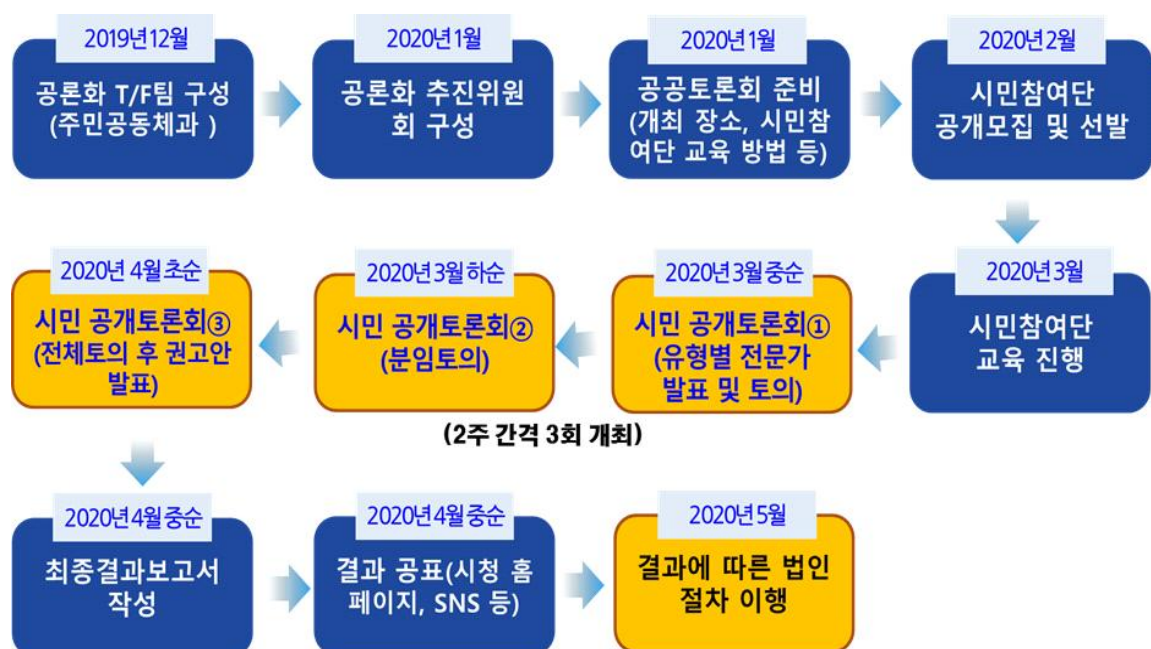 2019년12월
공론화 T/F팀 구성
(주민공동체과 )
2020년1월
공론화 추진위원
회 구성
2020년1월
공공토론회 준비
(개최 장소, 시민참
여단 교육 방법 등)
2020년2월
시민참여단
공개모집 및 선발
2020년3월
시민참여단
교육 진행
2020년3월중순
시민 공개토론회①
(유형별 전문가
발표 및 토의)
2020년3월하순
시민 공개토론회②
(분임토의)
2020년 4월초순
시민 공개토론회③
(전체토의 후 권고안
발표)
(2주 간격 3회 개최)
2020년4월중순
최종결과보고서
작성
2020년4월중순
결과 공표(시청 홈
페이지, SNS 등)
2020년5월
결과에 따른 법인
절차 이행